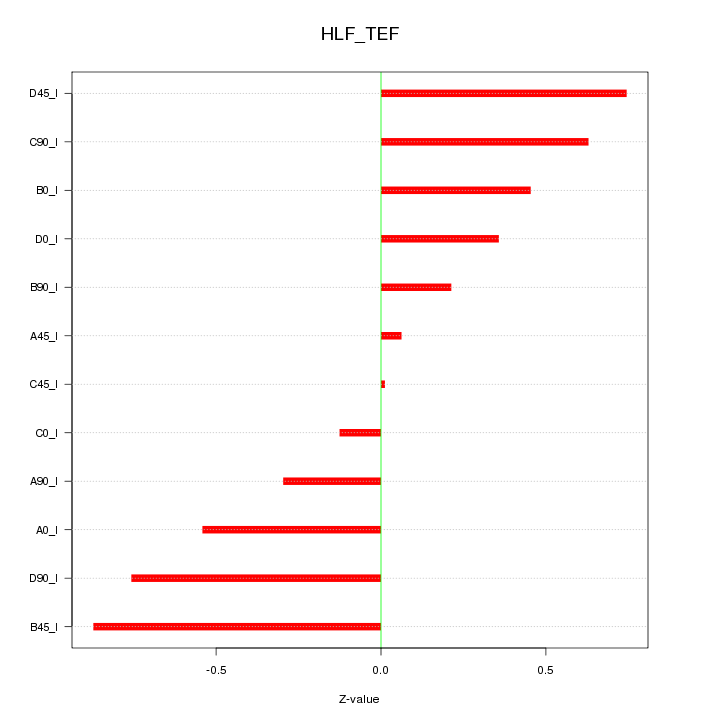 HLF_TEF
D45_I
C90_I
B0_I
D0_I
B90_I
A45_I
C45_I
C0_I
A90_I
A0_I
D90_I
B45_I
-0.5 0.0 0.5
Z-value